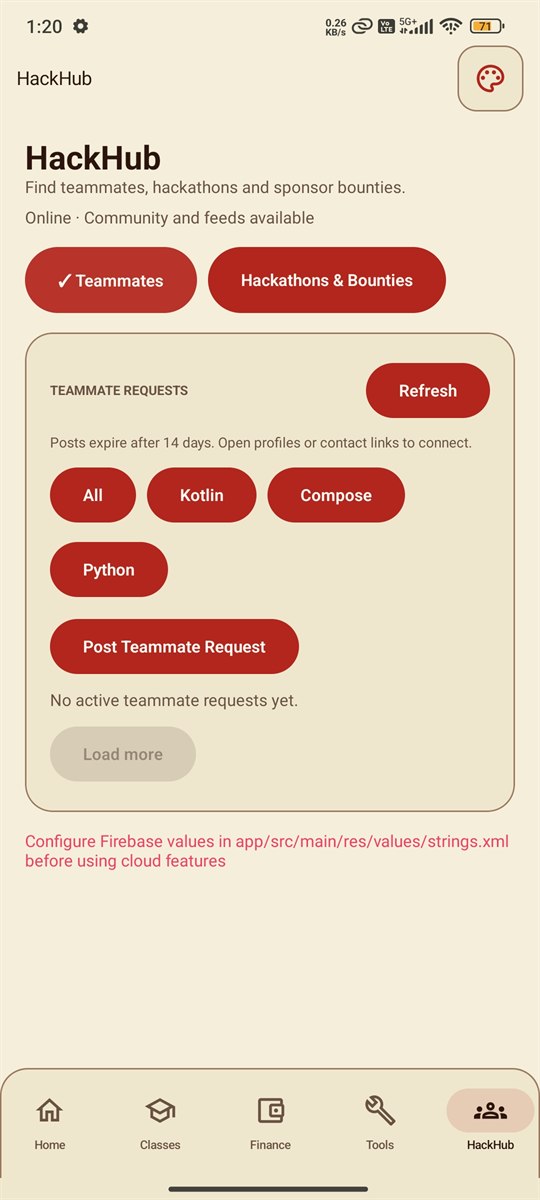 1:20
0.26
KB/s
Vo
LTE
5G+
71
HackHub
HackHub
Find teammates, hackathons and sponsor bounties.
Online · Community and feeds available
✓ Teammates
Hackathons & Bounties
TEAMMATE REQUESTS
Refresh
Posts expire after 14 days. Open profiles or contact links to connect.
All
Kotlin
Compose
Python
Post Teammate Request
No active teammate requests yet.
Load more
Configure Firebase values in app/src/main/res/values/strings.xml
before using cloud features
Home
Classes
Finance
Tools
HackHub